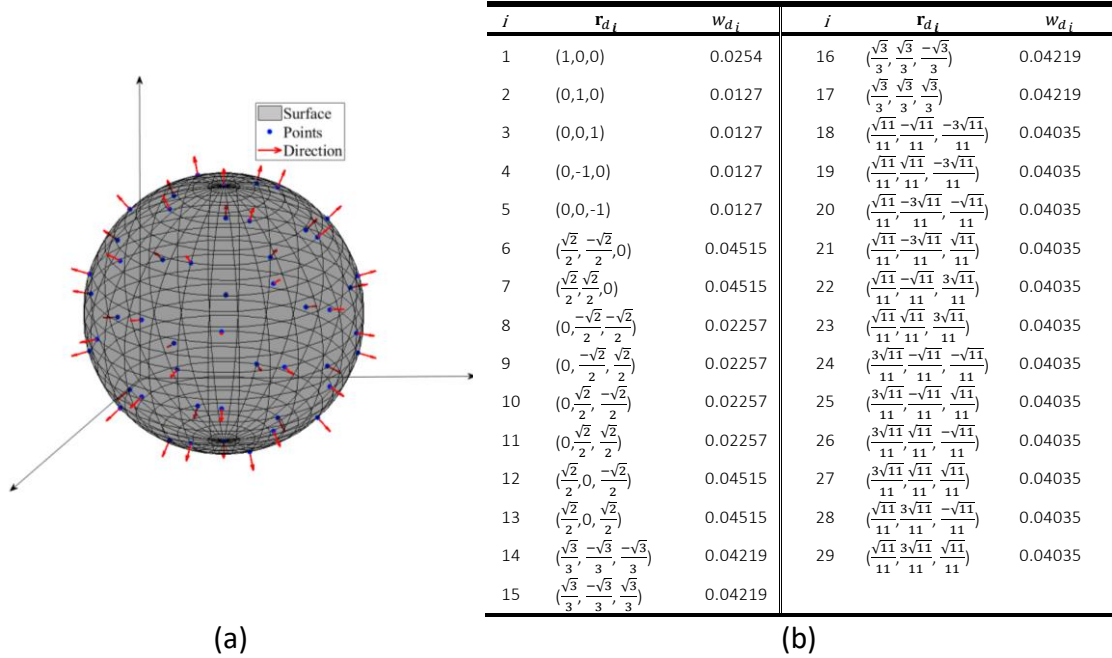 Surface
Points
Direction
(a)
i r_{d_i} w_{d_i} i r_{d_i} w_{d_i}
1 (1,0,0) 0.0254 16 (√3/3, √3/3, -√3/3) 0.04219
2 (0,1,0) 0.0127 17 (√3/3, √3/3, √3/3) 0.04219
3 (0,0,1) 0.0127 18 (√11/11, -√11/11, -3√11/11) 0.04035
4 (0,-1,0) 0.0127 19 (√11/11, √11/11, -3√11/11) 0.04035
5 (0,0,-1) 0.0127 20 (√11/11, -3√11/11, -√11/11) 0.04035
6 (√2/2, -√2/2,0) 0.04515 21 (√11/11, -3√11/11, √11/11) 0.04035
7 (√2/2,√2/2,0) 0.04515 22 (√11/11, -√11/11, 3√11/11) 0.04035
8 (0,-√2/2,-√2/2) 0.02257 23 (√11/11, √11/11, 3√11/11) 0.04035
9 (0, -√2/2, √2/2) 0.02257 24 (3√11/11, -√11/11, -√11/11) 0.04035
10 (0,√2/2, -√2/2) 0.02257 25 (3√11/11, -√11/11, √11/11) 0.04035
11 (0,√2/2, √2/2) 0.02257 26 (3√11/11, √11/11, -√11/11) 0.04035
12 (√2/2,0, -√2/2) 0.04515 27 (3√11/11, √11/11, √11/11) 0.04035
13 (√2/2,0, √2/2) 0.04515 28 (√11/11, 3√11/11, -√11/11) 0.04035
14 (√3/3, -√3/3, -√3/3) 0.04219 29 (√11/11, 3√11/11, √11/11) 0.04035
15 (√3/3, -√3/3, √3/3) 0.04219
(b)